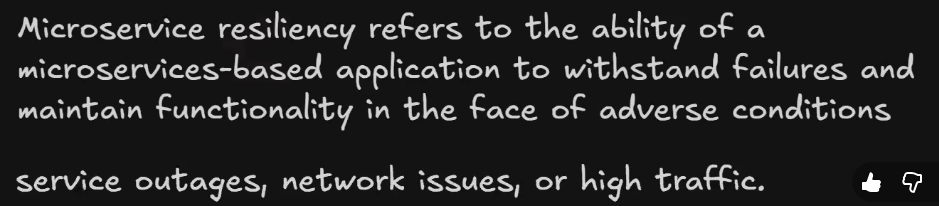 Microservice resiliency refers to the ability of a
microservices-based application to withstand failures and
maintain functionality in the face of adverse conditions
service outages, network issues, or high traffic.